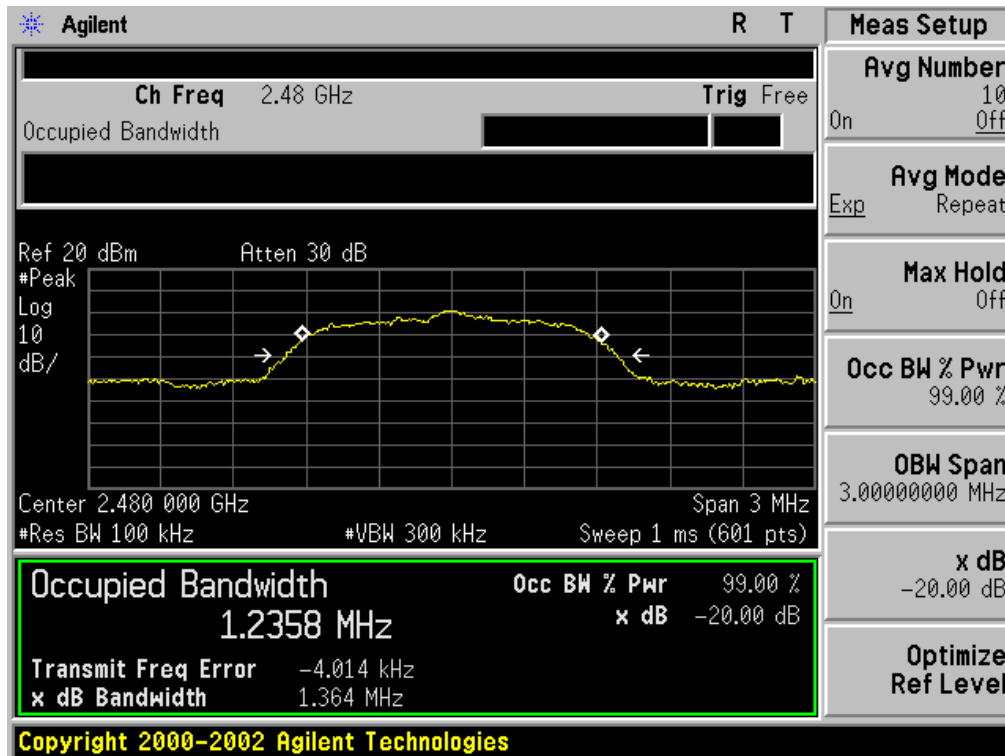 Agilent R T
Ch Freq 2.48 GHz Trig Free
Occupied Bandwidth
Ref 20 dBm Atten 30 dB
#Peak
Log
10
dB/
Center 2.480 000 GHz Span 3 MHz
#Res BW 100 kHz #VBW 300 kHz Sweep 1 ms (601 pts)
Occupied Bandwidth
1.2358 MHz
Occ BW % Pwr 99.00 %
x dB -20.00 dB
Transmit Freq Error -4.014 kHz
x dB Bandwidth 1.364 MHz
Copyright 2000-2002 Agilent Technologies
Meas Setup
Avg Number
10
On Off
Avg Mode
Exp Repeat
Max Hold
On Off
Occ BW % Pwr
99.00 %
OBW Span
3.00000000 MHz
x dB
-20.00 dB
Optimize
Ref Level